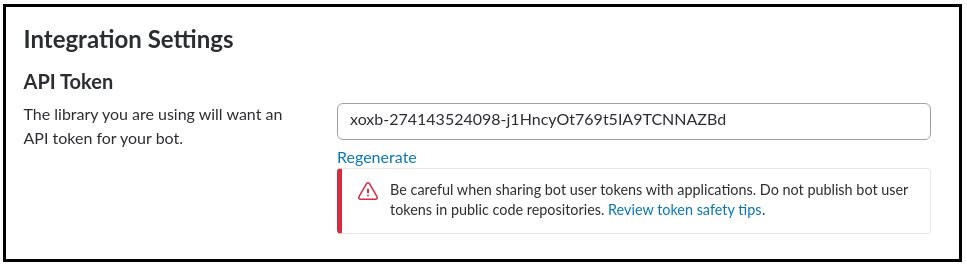 Integration Settings
API Token
The library you are using will want an
API token for your bot.
xoxb-274143524098-j1HncyOt769t5IA9TCNNAZBd
Regenerate
Be careful when sharing bot user tokens with applications. Do not publish bot user
tokens in public code repositories. Review token safety tips.